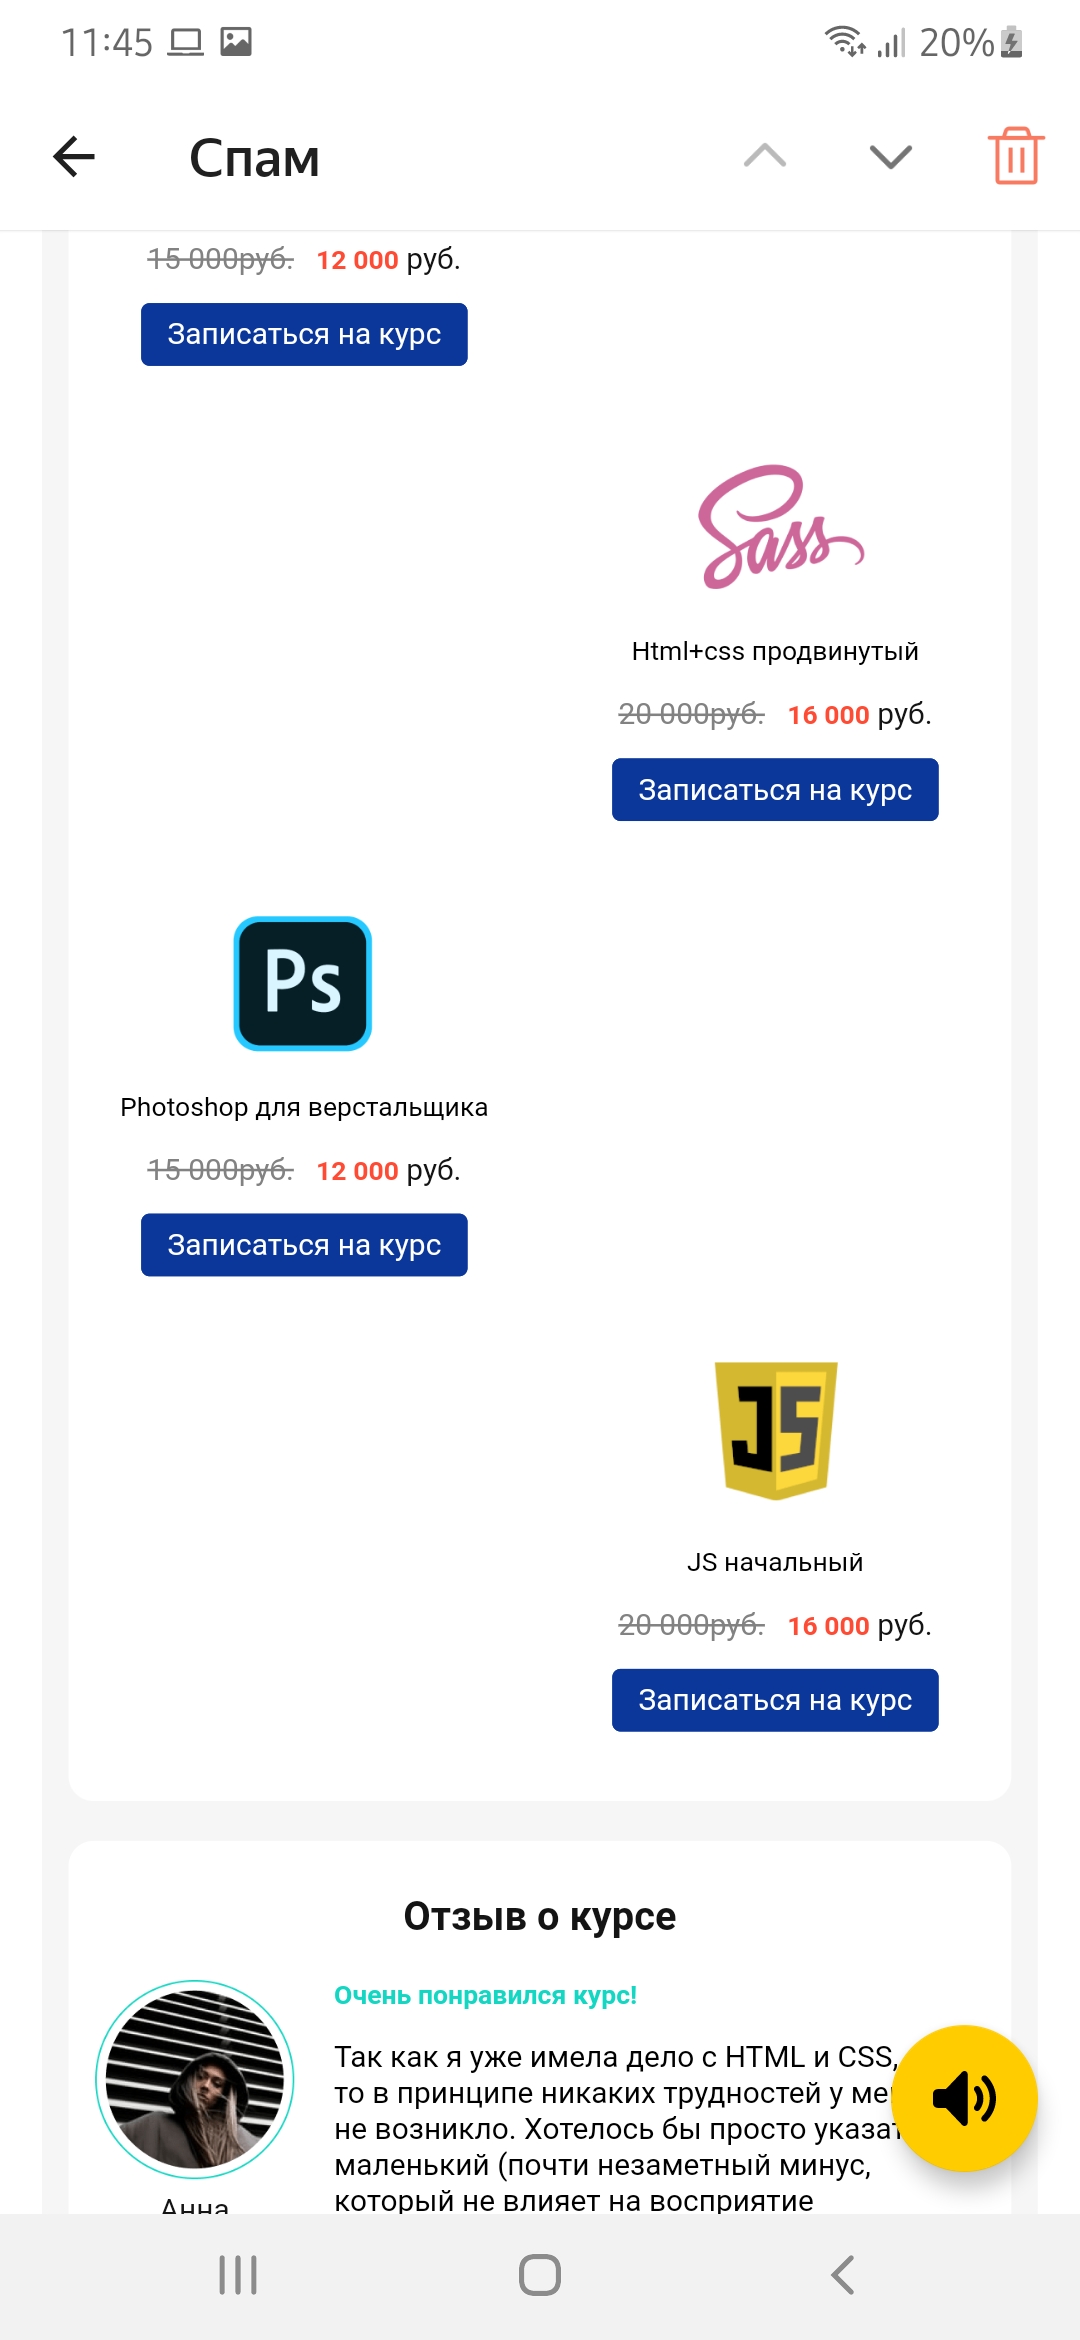 11:45 20%
Спам
15 000руб. 12 000 руб.
Записаться на курс
Sass
Html+css продвинутый
20 000руб. 16 000 руб.
Записаться на курс
Ps
Photoshop для верстальщика
15 000руб. 12 000 руб.
Записаться на курс
JS
JS начальный
20 000руб. 16 000 руб.
Записаться на курс
Отзыв о курсе
Очень понравился курс!
Так как я уже имела дело с HTML и CSS,
то в принципе никаких трудностей у
не возникло. Хотелось бы просто
маленький (почти незаметный минус,
который не влияет на восприятие
Анна